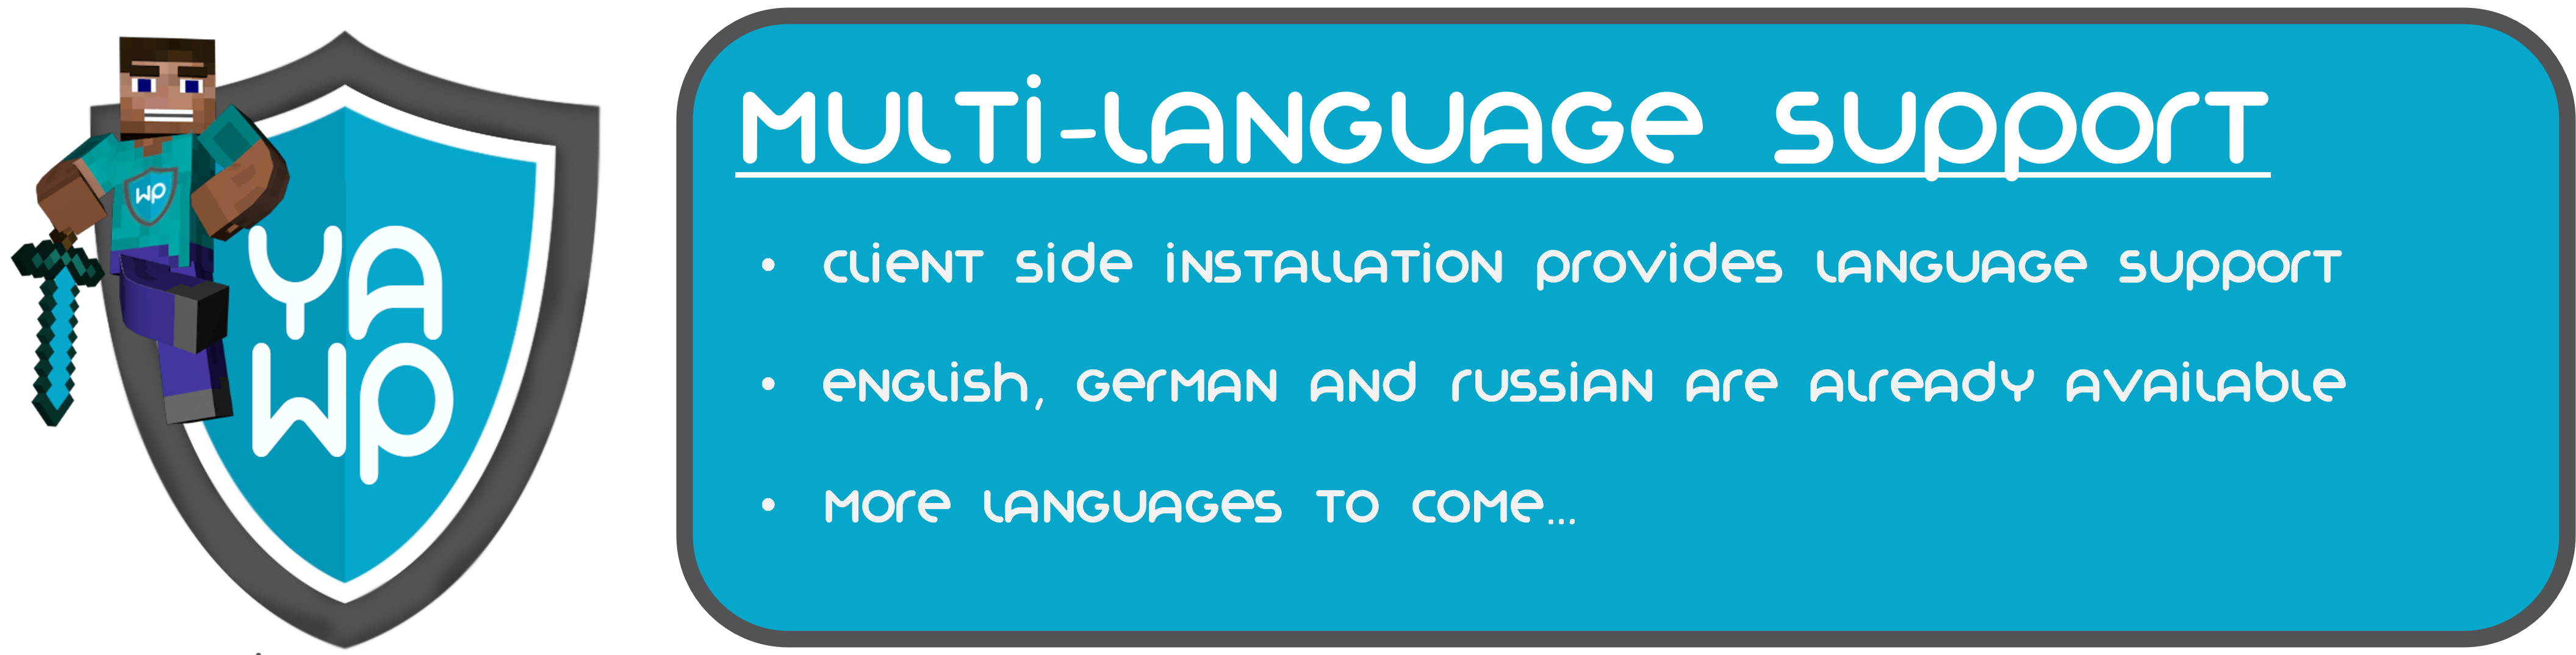 WP
YA
WP
Multi-Language Support
• Client side installation provides language support
• English, German and Russian are already available
• More languages to come...